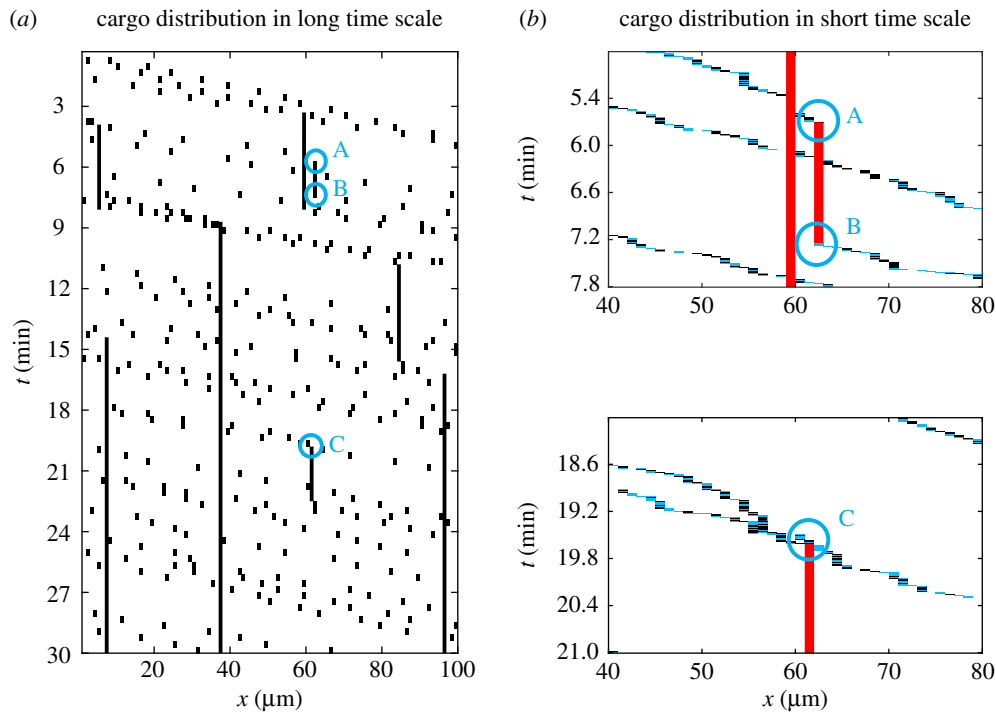 (a) cargo distribution in long time scale
3
6
9
12
15
18
21
24
27
30
t (min)
A
B
C
20 40 60 80 100
x (μm)
(b) cargo distribution in short time scale
5.4
6.0
6.6
7.2
7.8
t (min)
A
B
40 50 60 70 80
18.6
19.2
19.8
20.4
21.0
t (min)
C
40 50 60 70 80
x (μm)